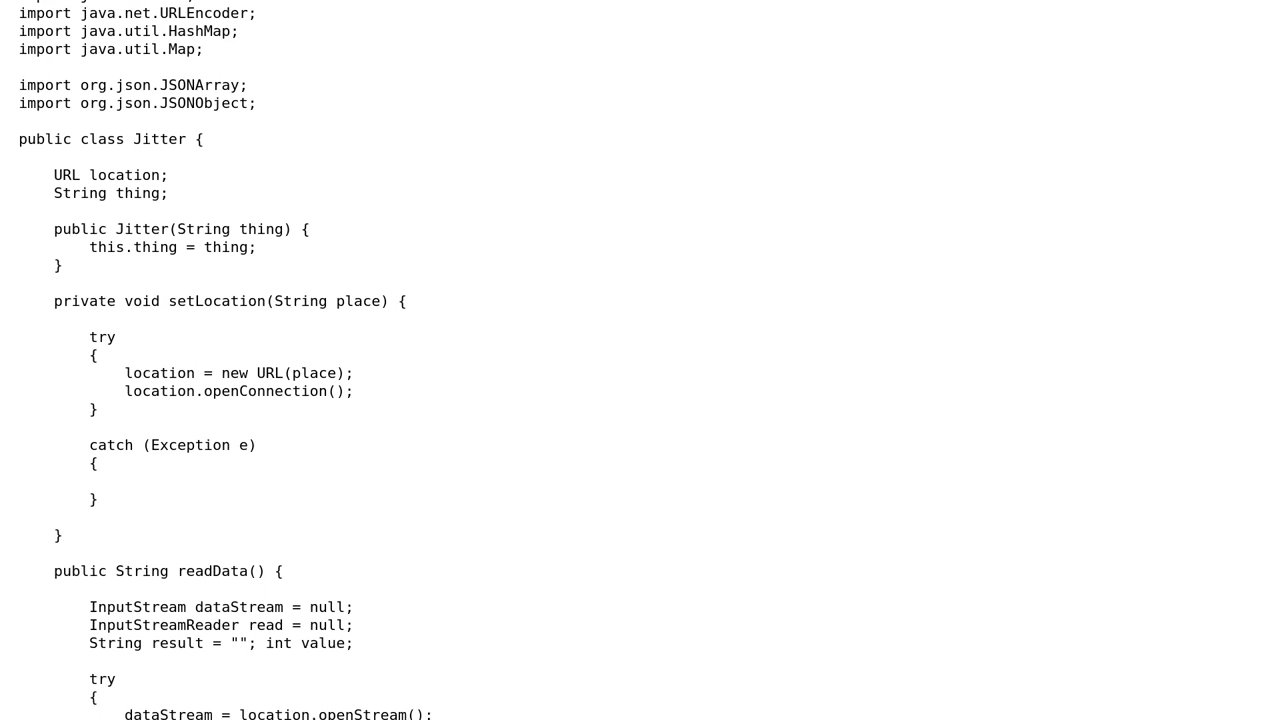 import java.net.URLEncoder;
import java.util.HashMap;
import java.util.Map;

import org.json.JSONArray;
import org.json.JSONObject;

public class Jitter {

    URL location;
    String thing;

    public Jitter(String thing) {
        this.thing = thing;
    }

    private void setLocation(String place) {

        try
        {
            location = new URL(place);
            location.openConnection();
        }

        catch (Exception e)
        {

        }

    }

    public String readData() {

        InputStream dataStream = null;
        InputStreamReader read = null;
        String result = ""; int value;

        try
        {
            dataStream = location.openStream();